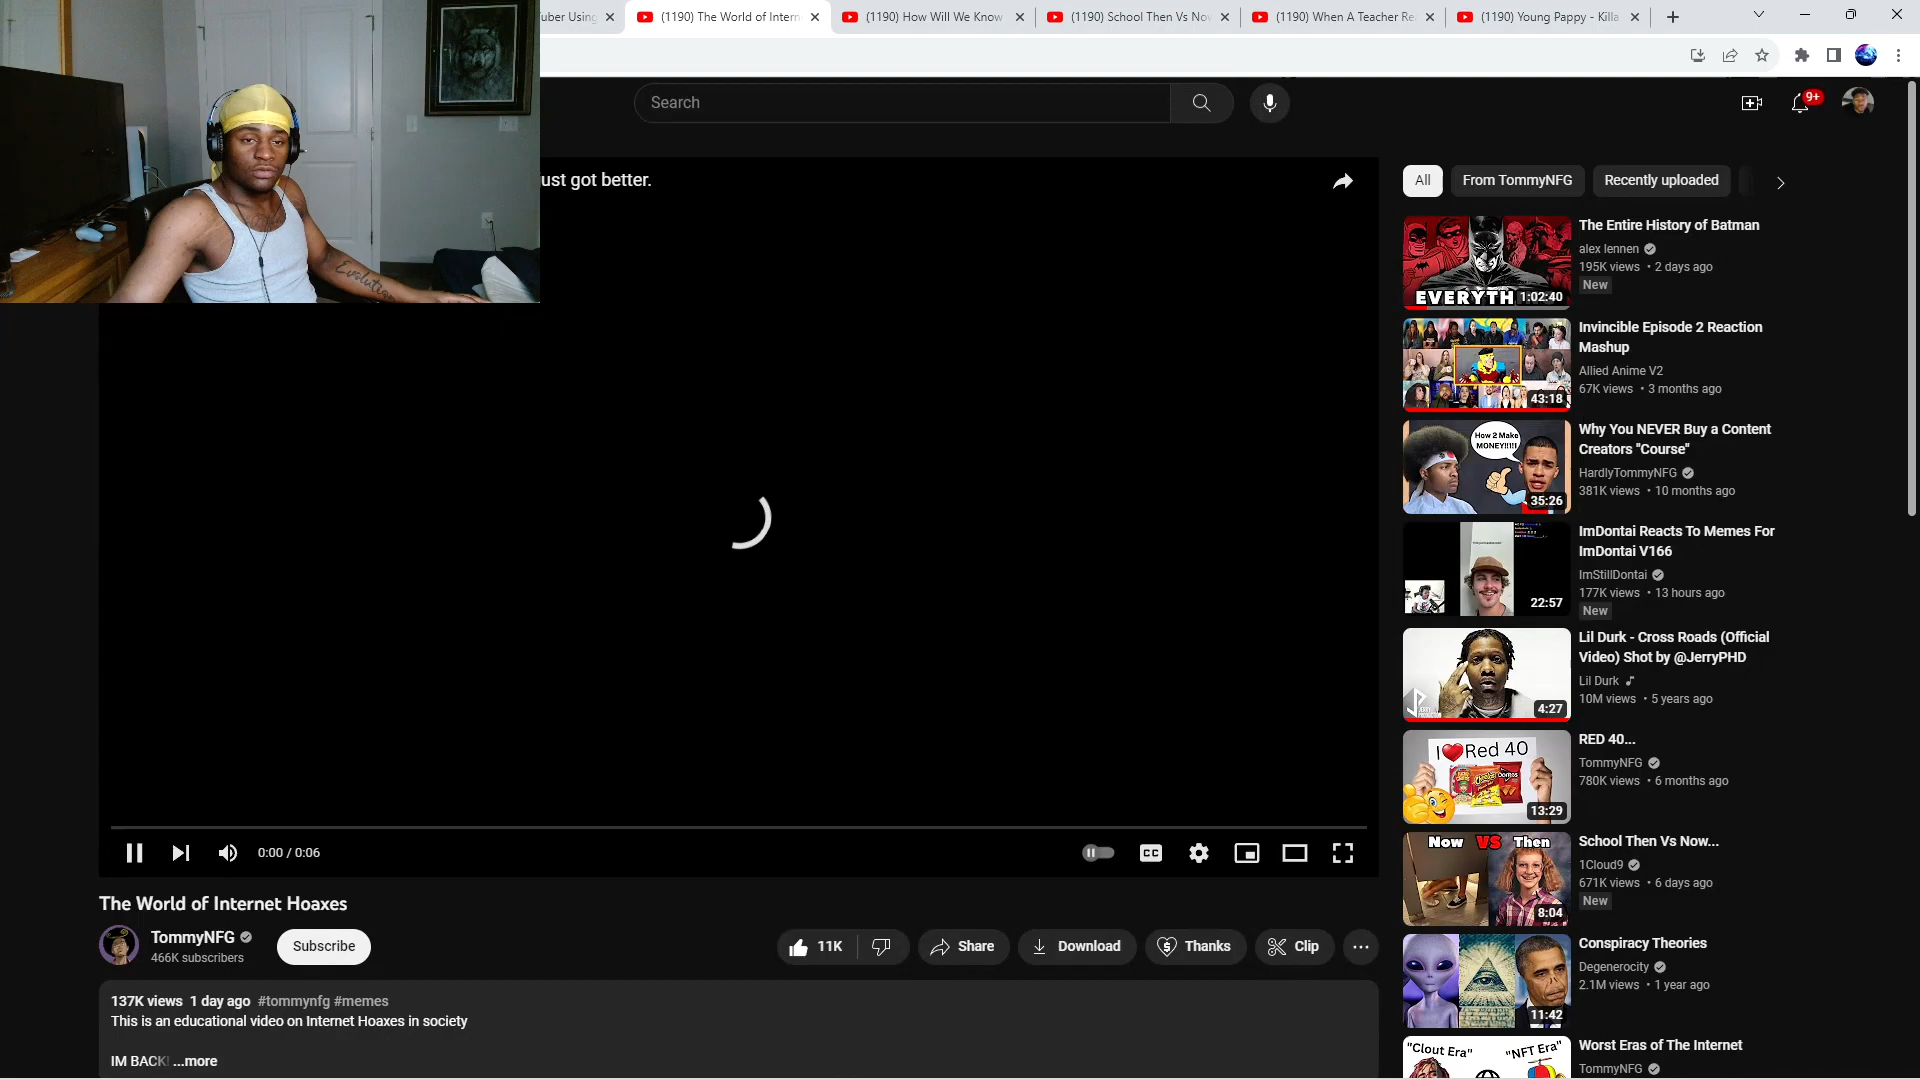 uber Using
(1190) The World of Intern
(1190) How Will We Know
(1190) School Then Vs No
(1190) When A Teacher Re
(1190) Young Pappy - Killa
Search
9+
ust got better.
All
From TommyNFG
Recently uploaded
EVERYTH
1:02:40
The Entire History of Batman
alex lennen
195K views • 2 days ago
New
43:18
Invincible Episode 2 Reaction
Mashup
Allied Anime V2
67K views • 3 months ago
How 2 Make
MONEY!!!!!
35:26
Why You NEVER Buy a Content
Creators "Course"
HardlyTommyNFG
381K views • 10 months ago
22:57
ImDontai Reacts To Memes For
ImDontai V166
ImStillDontai
177K views • 13 hours ago
New
4:27
Lil Durk - Cross Roads (Official
Video) Shot by @JerryPHD
Lil Durk
10M views • 5 years ago
I Red 40
13:29
RED 40...
TommyNFG
780K views • 6 months ago
Now VS Then
8:04
School Then Vs Now...
1Cloud9
671K views • 6 days ago
New
11:42
Conspiracy Theories
Degenerocity
2.1M views • 1 year ago
"Clout Era"
"NFT Era"
Worst Eras of The Internet
TommyNFG
Evolution
0:00 / 0:06
CC
The World of Internet Hoaxes
TommyNFG
466K subscribers
Subscribe
11K
Share
Download
Thanks
Clip
137K views 1 day ago #tommynfg #memes
This is an educational video on Internet Hoaxes in society
IM BACK! ...more